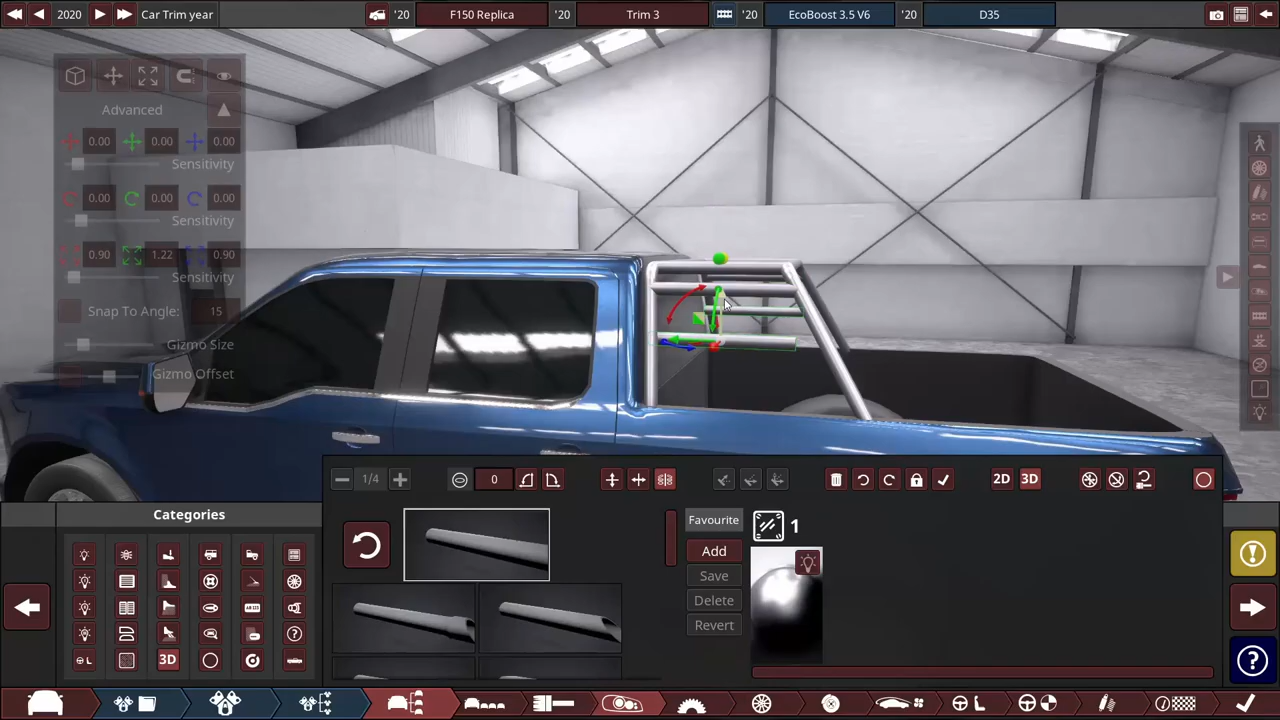 2020
Car Trim year
'20
F150 Replica
'20
Trim 3
'20
EcoBoost 3.5 V6
'20
D35
Advanced
0.00 0.00 0.00
Sensitivity
0.00 0.00 0.00
Sensitivity
0.90 1.22 0.90
Sensitivity
Snap To Angle: 15
Gizmo Size
Gizmo Offset
1/4
0
2D
3D
Categories
3D
Favourite
1
Add
Save
Delete
Revert